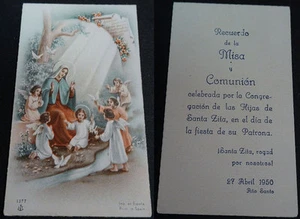 Recuerdo
de la
Misa
y
Comunión
celebrada por la Congre-
gación de las Hijas de
Santa Zita, en el día de
la fiesta de su Patrona.
¡Santa Zita, rogad
por nosotros!
27 Abril 1950
Año Santo